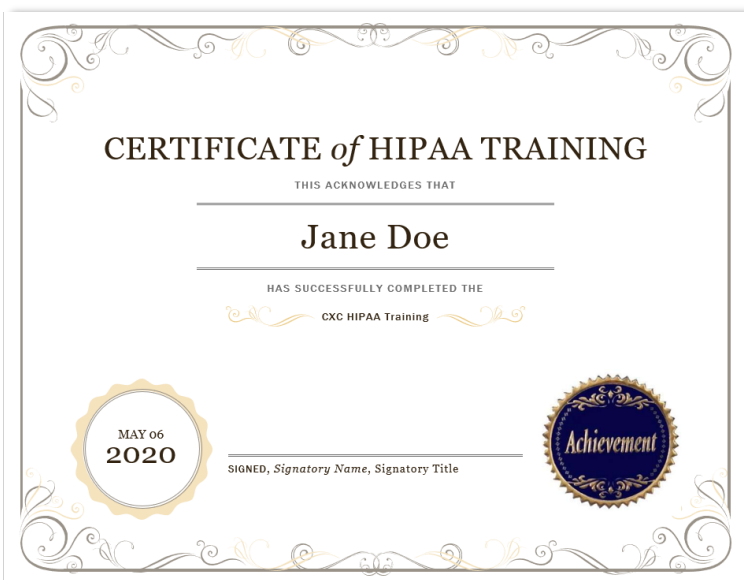 CERTIFICATE of HIPAA TRAINING
THIS ACKNOWLEDGES THAT
Jane Doe
HAS SUCCESSFULLY COMPLETED THE
CXC HIPAA Training
MAY 06
2020
SIGNED, Signatory Name, Signatory Title
Achievement